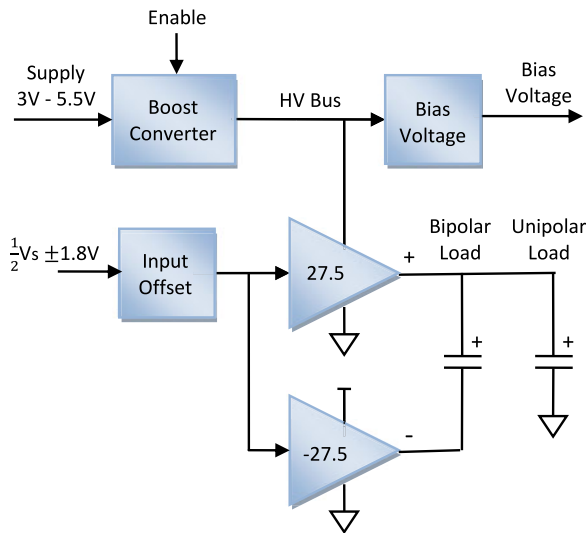 Enable
Supply
3V - 5.5V
Boost
Converter
HV Bus
Bias
Voltage
Bias
Voltage
½Vs ±1.8V
Input
Offset
27.5
+
Bipolar
Load
Unipolar
Load
+
+
-27.5
-